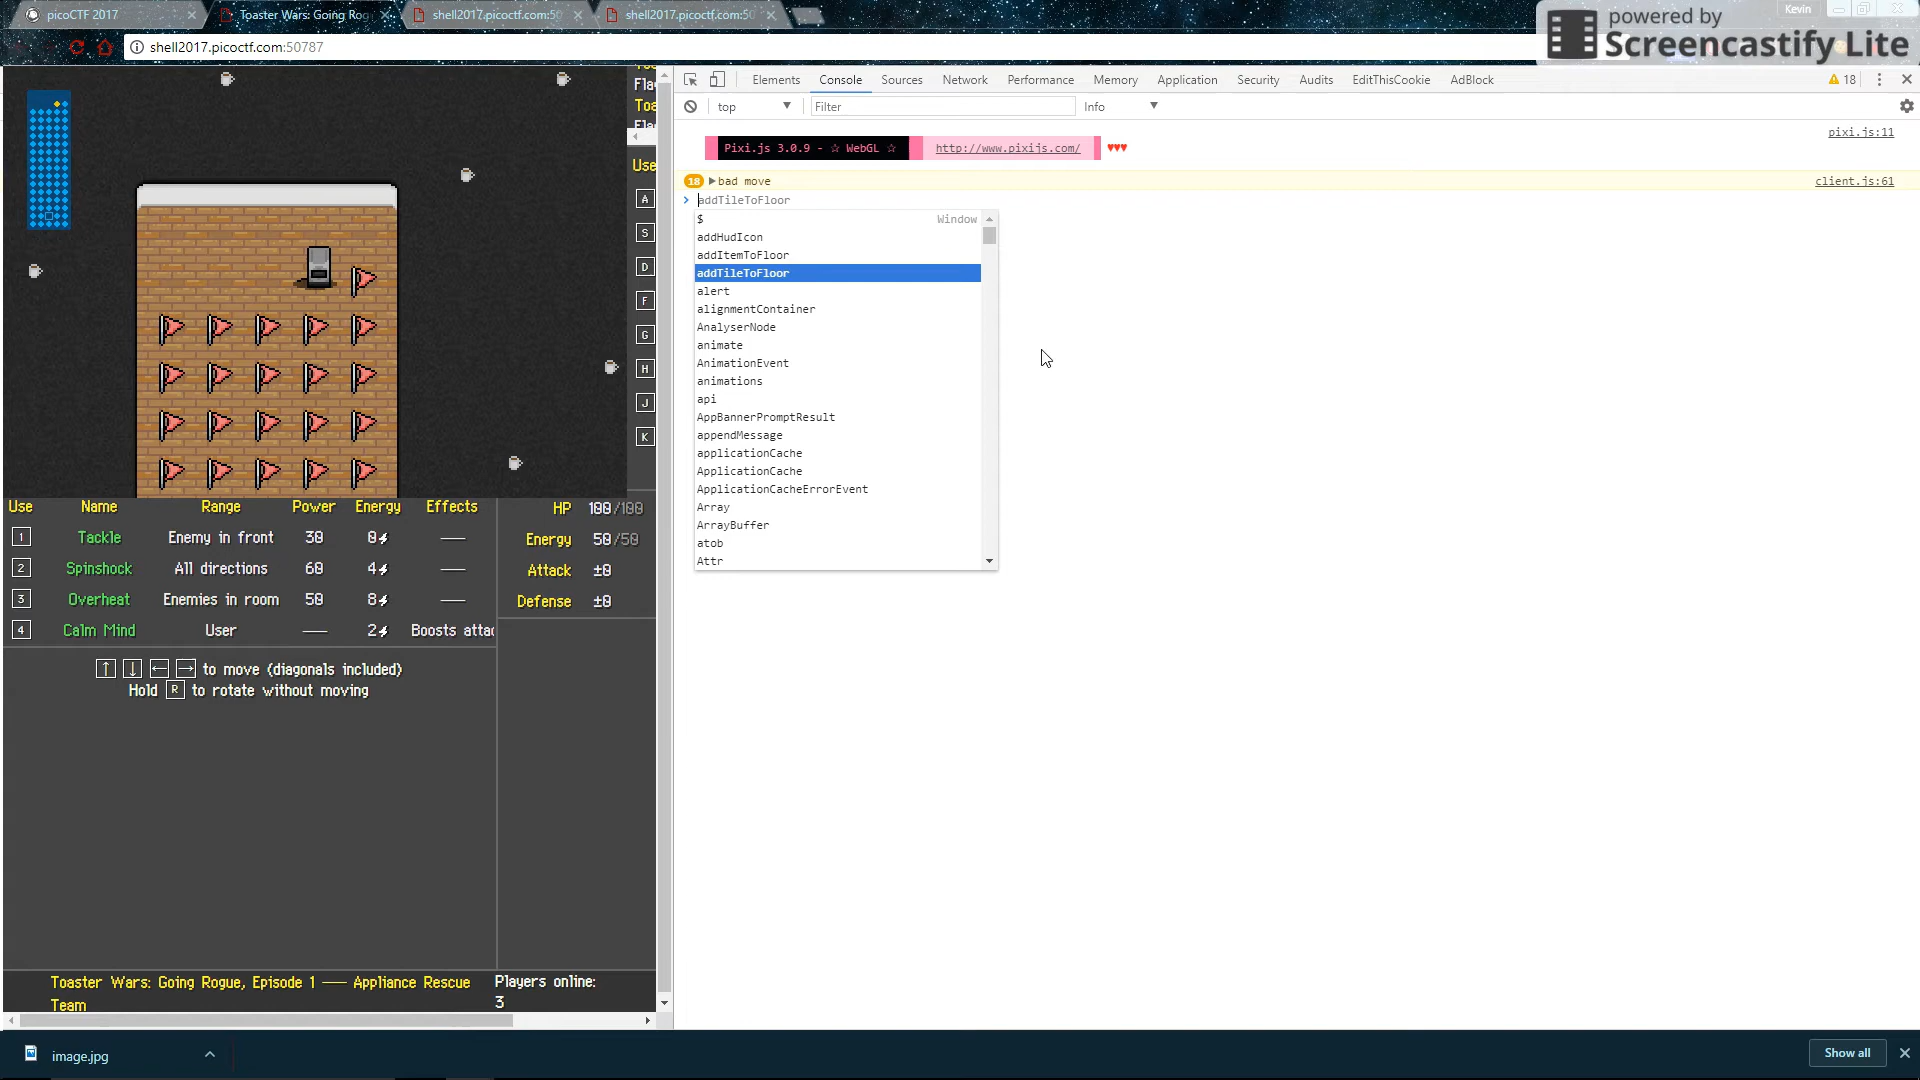 picoCTF 2017
Toaster Wars: Going Rog
shell2017.picoctf.com:50
shell2017.picoctf.com:50
Kevin
powered by
Screencastify Lite
shell2017.picoctf.com:50787
Elements Console Sources Network Performance Memory Application Security Audits EditThisCookie AdBlock
18
top
Filter
Info
Pixi.js 3.0.9 - ☆ WebGL ☆ http://www.pixijs.com/ ♥♥♥
pixi.js:11
18 bad move
client.js:61
addTileToFloor
$ Window
addHudIcon
addItemToFloor
addTileToFloor
alert
alignmentContainer
AnalyserNode
animate
AnimationEvent
animations
api
AppBannerPromptResult
appendMessage
applicationCache
ApplicationCache
ApplicationCacheErrorEvent
Array
ArrayBuffer
atob
Attr
Fla
Toa
Use
A
S
D
F
G
H
J
K
Use Name Range Power Energy Effects
1 Tackle Enemy in front 30 0 —
2 Spinshock All directions 60 4 —
3 Overheat Enemies in room 50 8 —
4 Calm Mind User — 2 Boosts attac
HP 100/100
Energy 50/50
Attack ±0
Defense ±0
↑ ↓ ← → to move (diagonals included)
Hold R to rotate without moving
Toaster Wars: Going Rogue, Episode 1 — Appliance Rescue
Team
Players online:
3
image.jpg
Show all